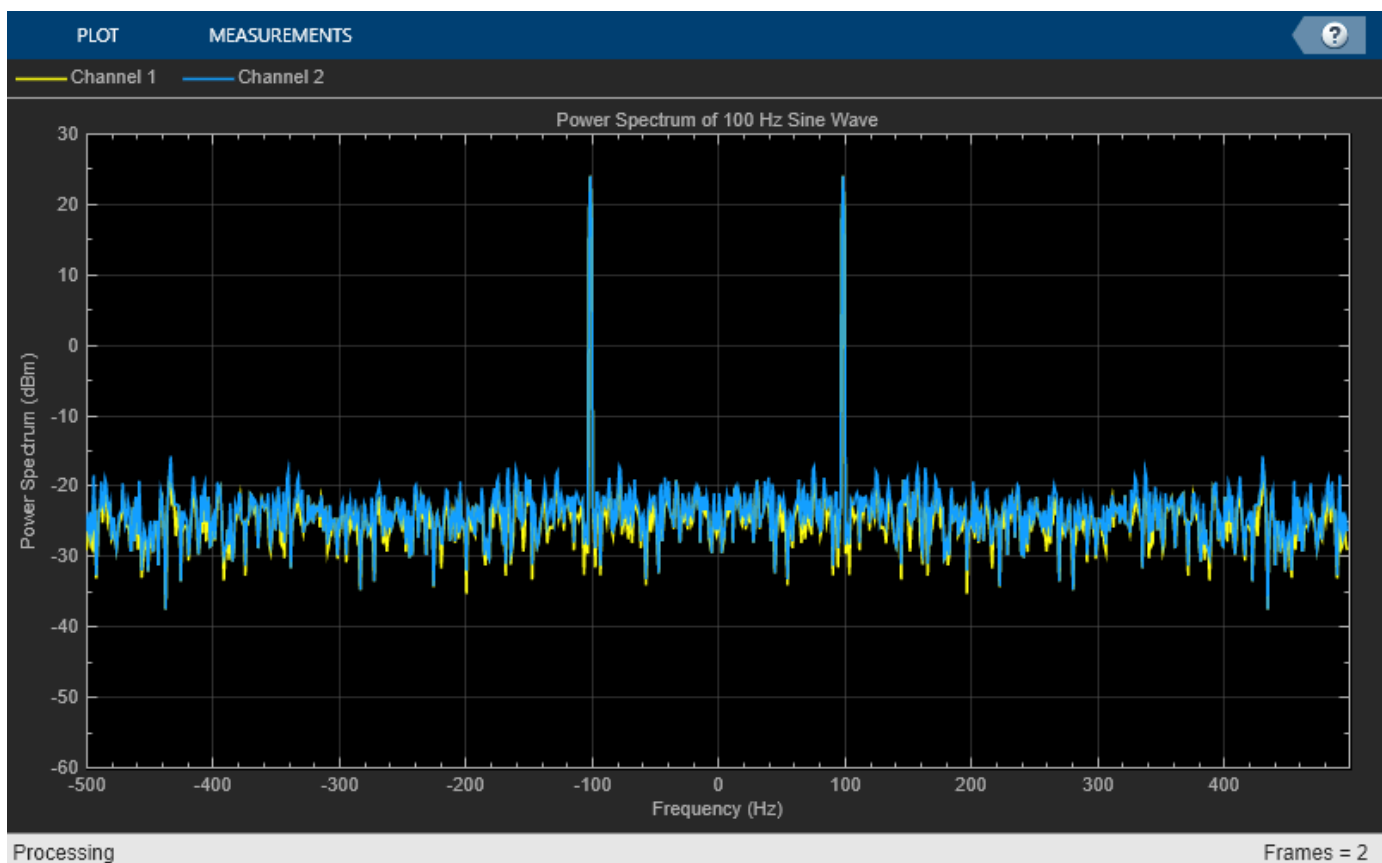 PLOT MEASUREMENTS ?
Channel 1 Channel 2
Power Spectrum of 100 Hz Sine Wave
30
20
10
0
-10
-20
-30
-40
-50
-60
Power Spectrum (dBm)
-500 -400 -300 -200 -100 0 100 200 300 400
Frequency (Hz)
Processing Frames = 2